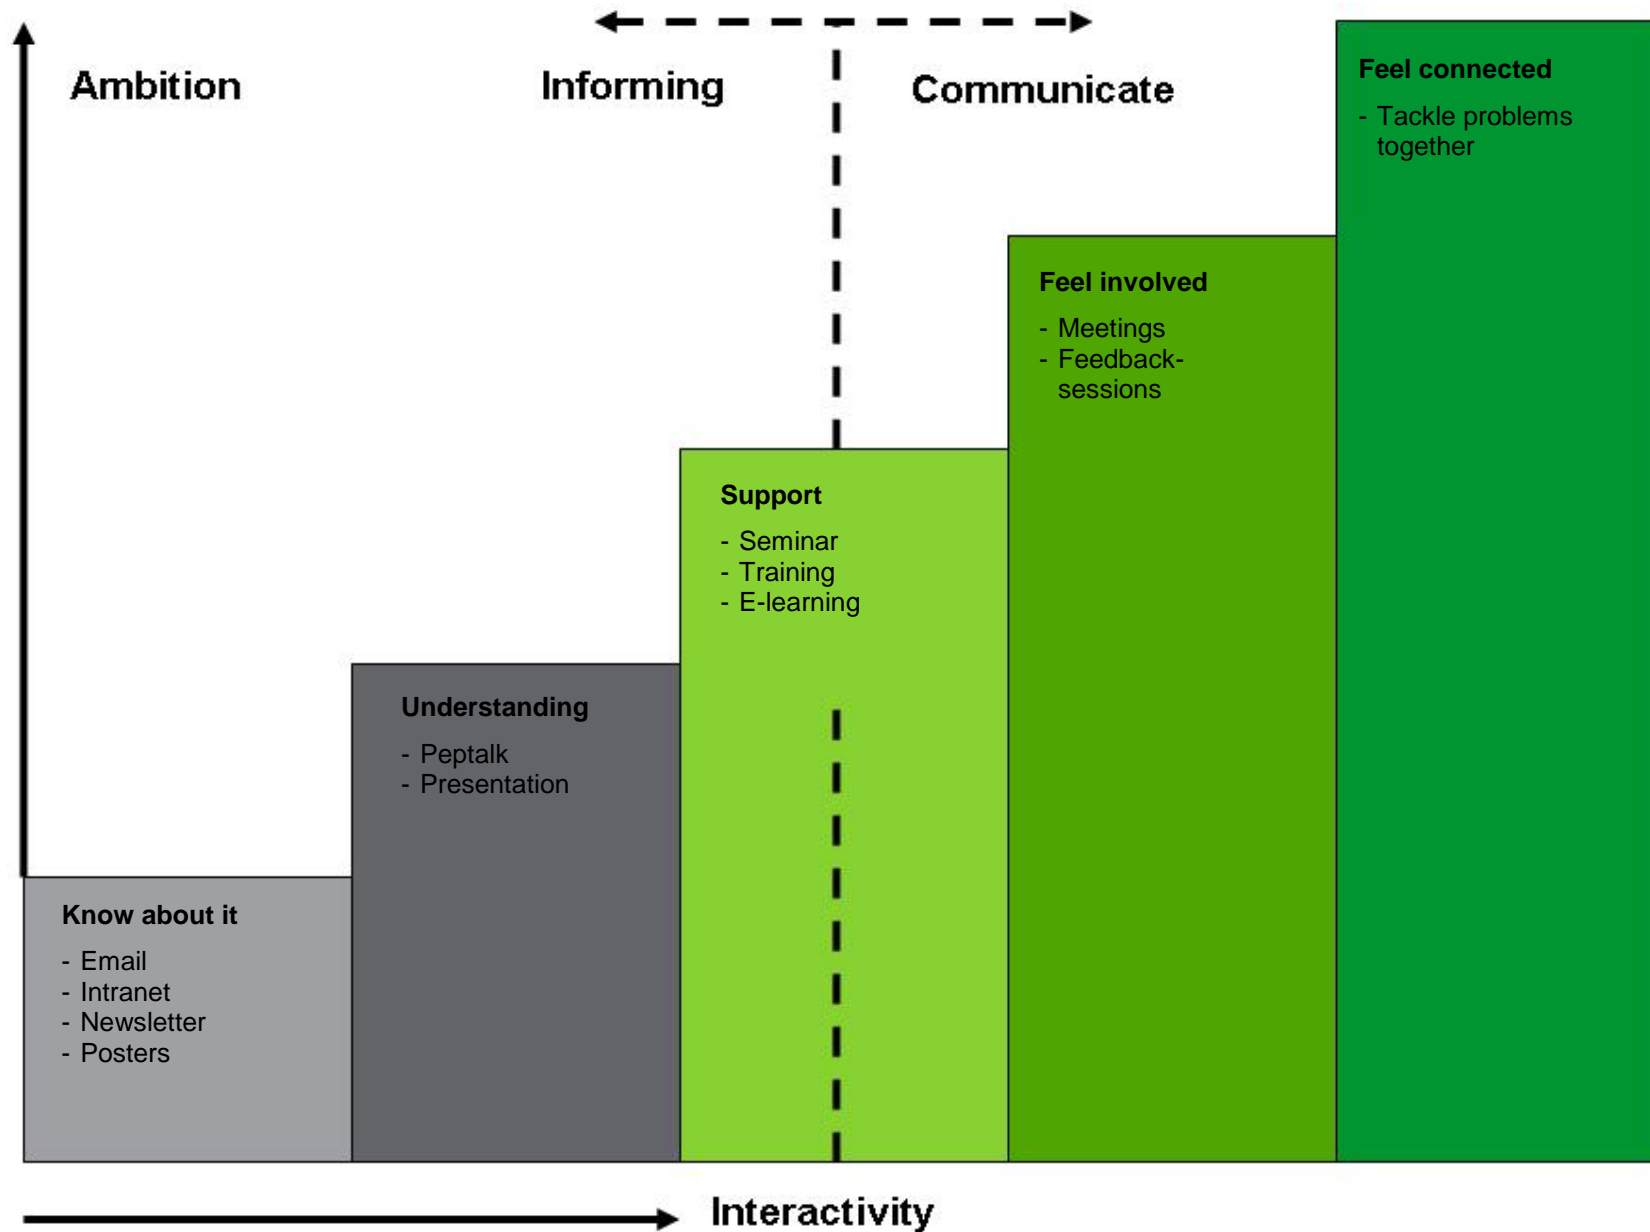 Ambition
Informing
Communicate
Feel connected
- Tackle problems
together
Feel involved
- Meetings
- Feedback-
sessions
Support
- Seminar
- Training
- E-learning
Understanding
- Peptalk
- Presentation
Know about it
- Email
- Intranet
- Newsletter
- Posters
Interactivity